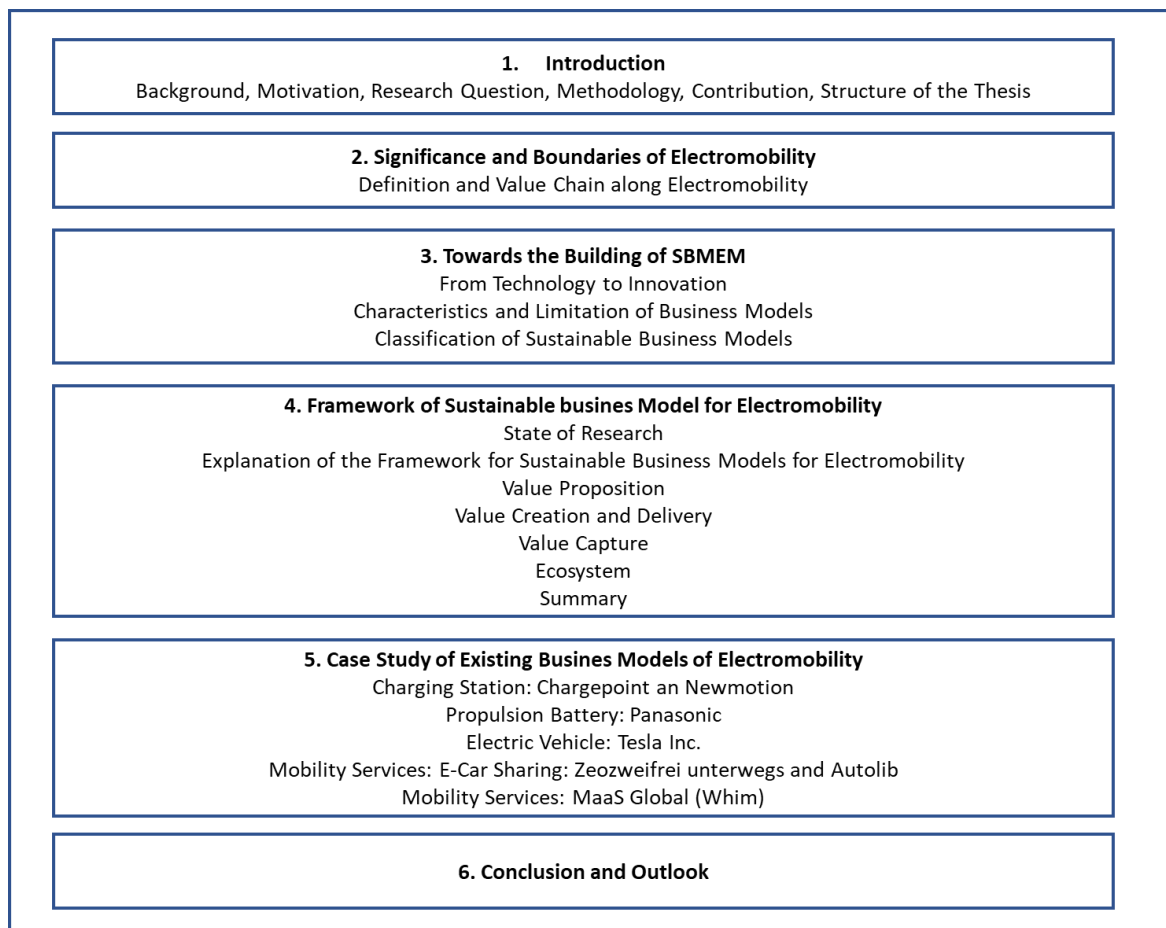 1. Introduction
Background, Motivation, Research Question, Methodology, Contribution, Structure of the Thesis
2. Significance and Boundaries of Electromobility
Definition and Value Chain along Electromobility
3. Towards the Building of SBMEM
From Technology to Innovation
Characteristics and Limitation of Business Models
Classification of Sustainable Business Models
4. Framework of Sustainable busines Model for Electromobility
State of Research
Explanation of the Framework for Sustainable Business Models for Electromobility
Value Proposition
Value Creation and Delivery
Value Capture
Ecosystem
Summary
5. Case Study of Existing Busines Models of Electromobility
Charging Station: Chargepoint an Newmotion
Propulsion Battery: Panasonic
Electric Vehicle: Tesla Inc.
Mobility Services: E-Car Sharing: Zeozweifrei unterwegs and Autolib
Mobility Services: MaaS Global (Whim)
6. Conclusion and Outlook